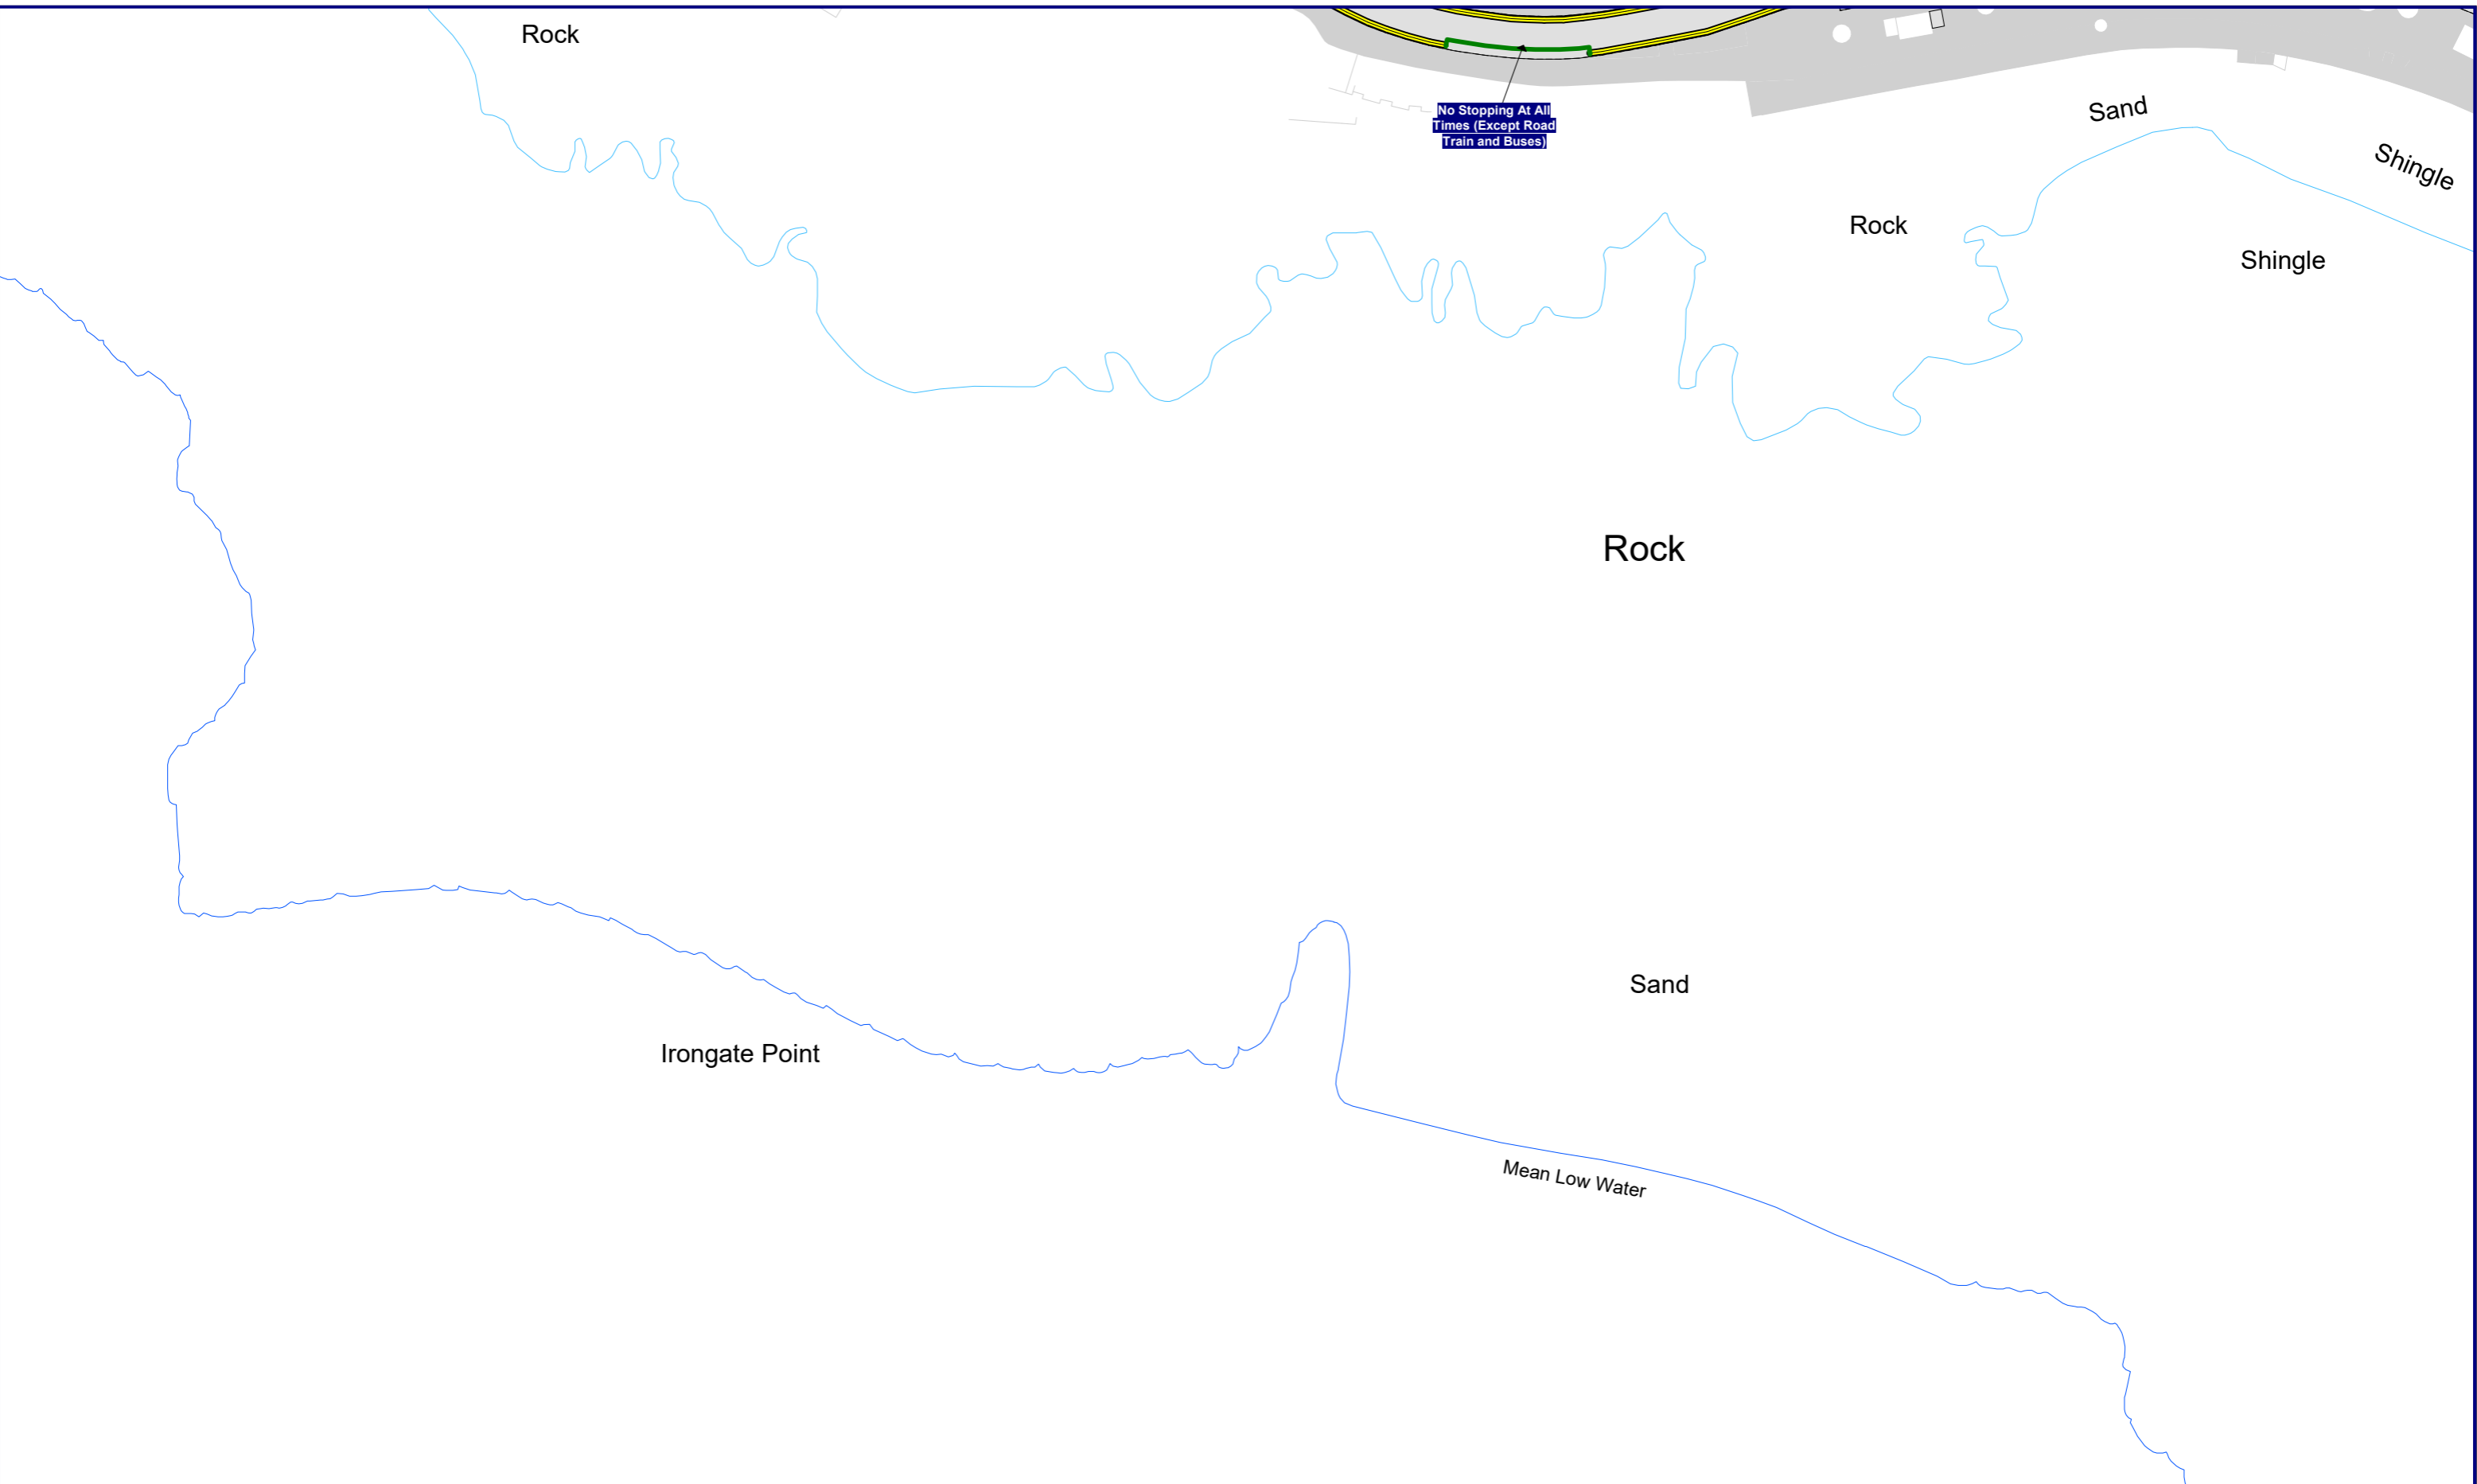 Rock
No Stopping At All
Times (Except Road
Train and Buses)
Sand
Shingle
Rock
Shingle
Rock
Sand
Irongate Point
Mean Low Water